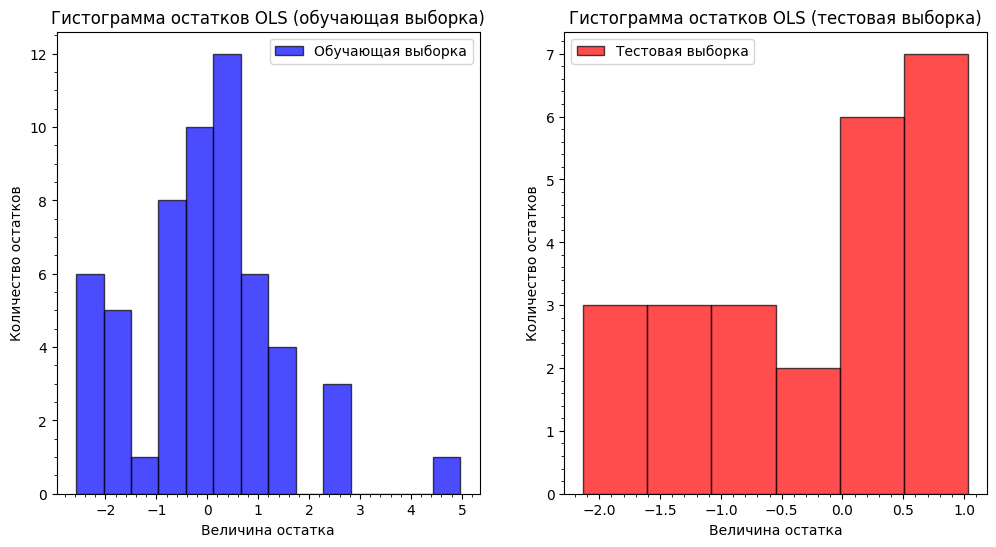 Гистограмма остатков OLS (обучающая выборка)
Обучающая выборка
12
10
8
6
4
2
0
Количество остатков
−2 −1 0 1 2 3 4 5
Величина остатка
Гистограмма остатков OLS (тестовая выборка)
Тестовая выборка
7
6
5
4
3
2
1
0
Количество остатков
−2.0 −1.5 −1.0 −0.5 0.0 0.5 1.0
Величина остатка